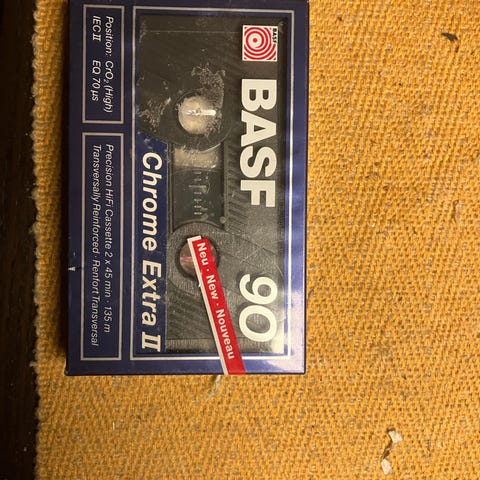 BASF
BASF 90
Neu · New · Nouveau
Chrome Extra II
Position: CrO₂ (High)
IEC II EQ 70 µs
Precision HiFi Cassette 2 x 45 min · 135 m
Transversally Reinforced · Renfort Transversal